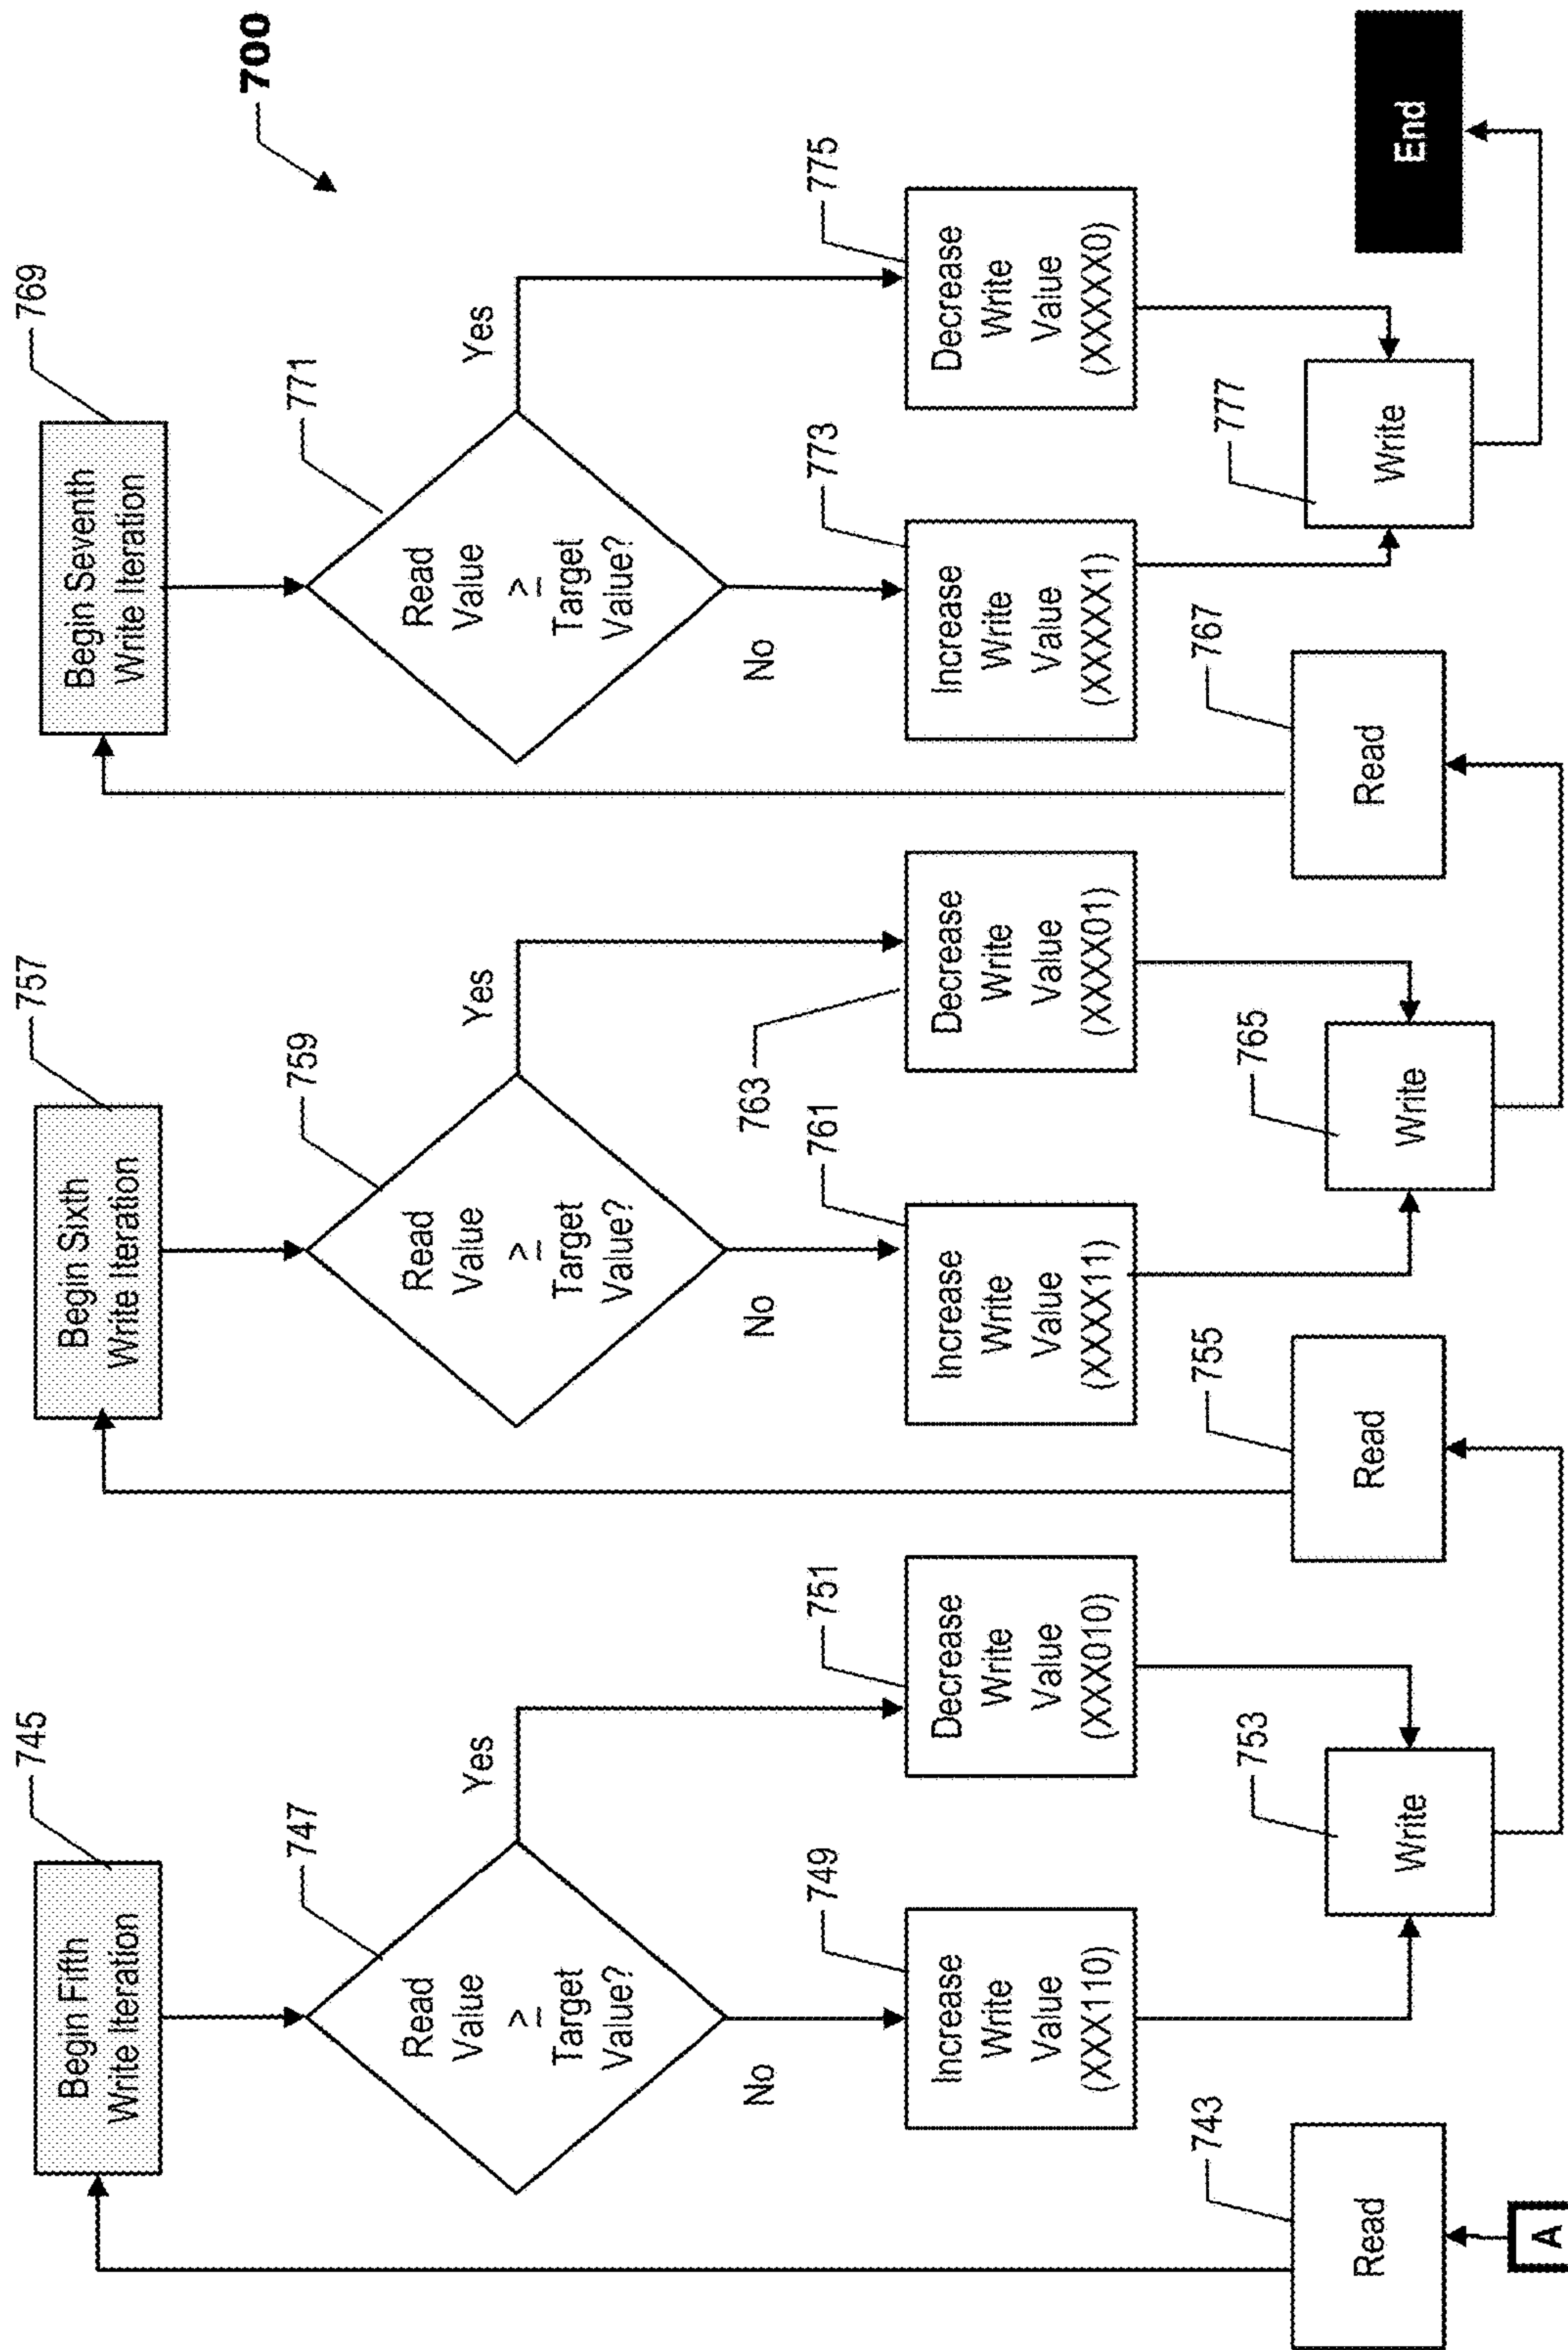 700
745
Begin Fifth
Write Iteration
747
Read
Value
≥
Target
Value?
Yes
No
749
Increase
Write
Value
(XXX110)
751
Decrease
Write
Value
(XXX010)
753
Write
743
Read
A
757
Begin Sixth
Write Iteration
759
Read
Value
≥
Target
Value?
Yes
No
761
Increase
Write
Value
(XXXX11)
763
Decrease
Write
Value
(XXXX01)
765
Write
755
Read
769
Begin Seventh
Write Iteration
771
Read
Value
≥
Target
Value?
Yes
No
773
Increase
Write
Value
(XXXXX1)
775
Decrease
Write
Value
(XXXXX0)
777
Write
767
Read
End